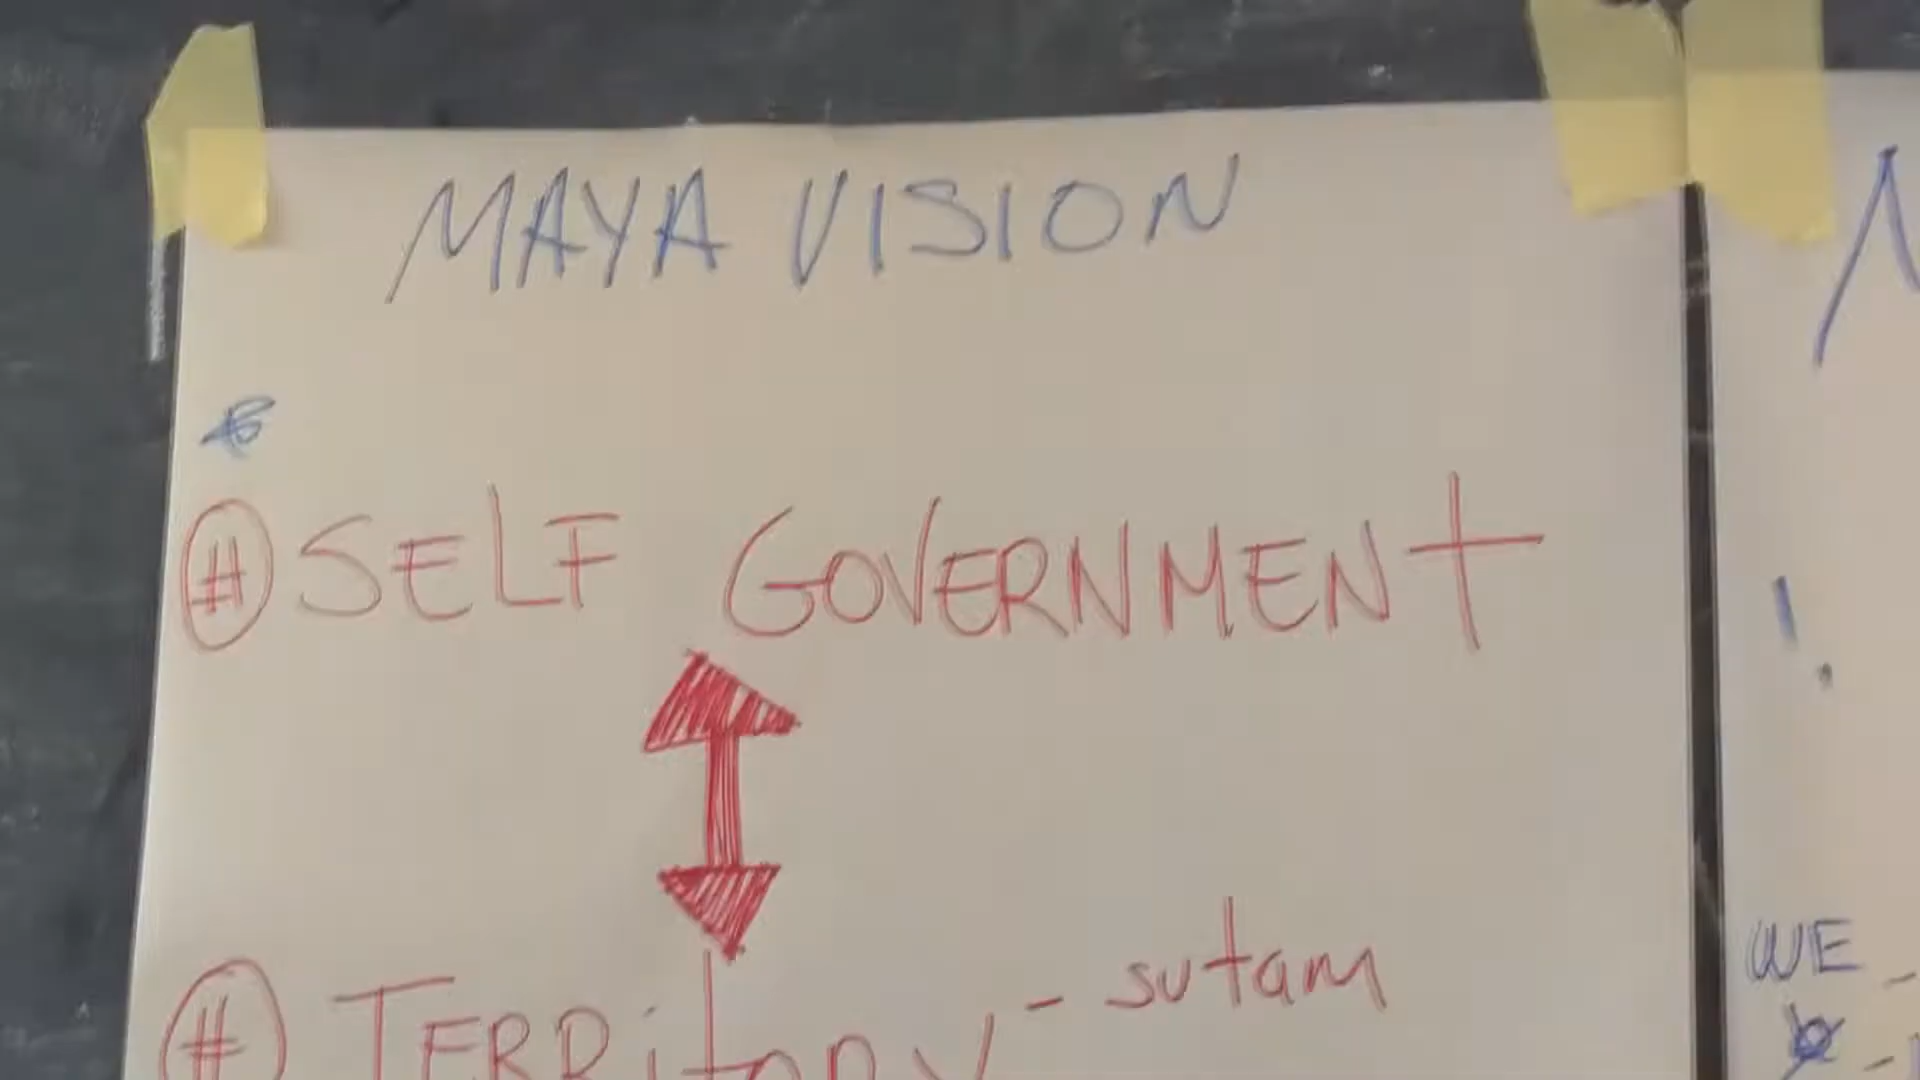 MAYA VISION
# SELF GOVERNMENT
# TERRitORY - sutam
WE